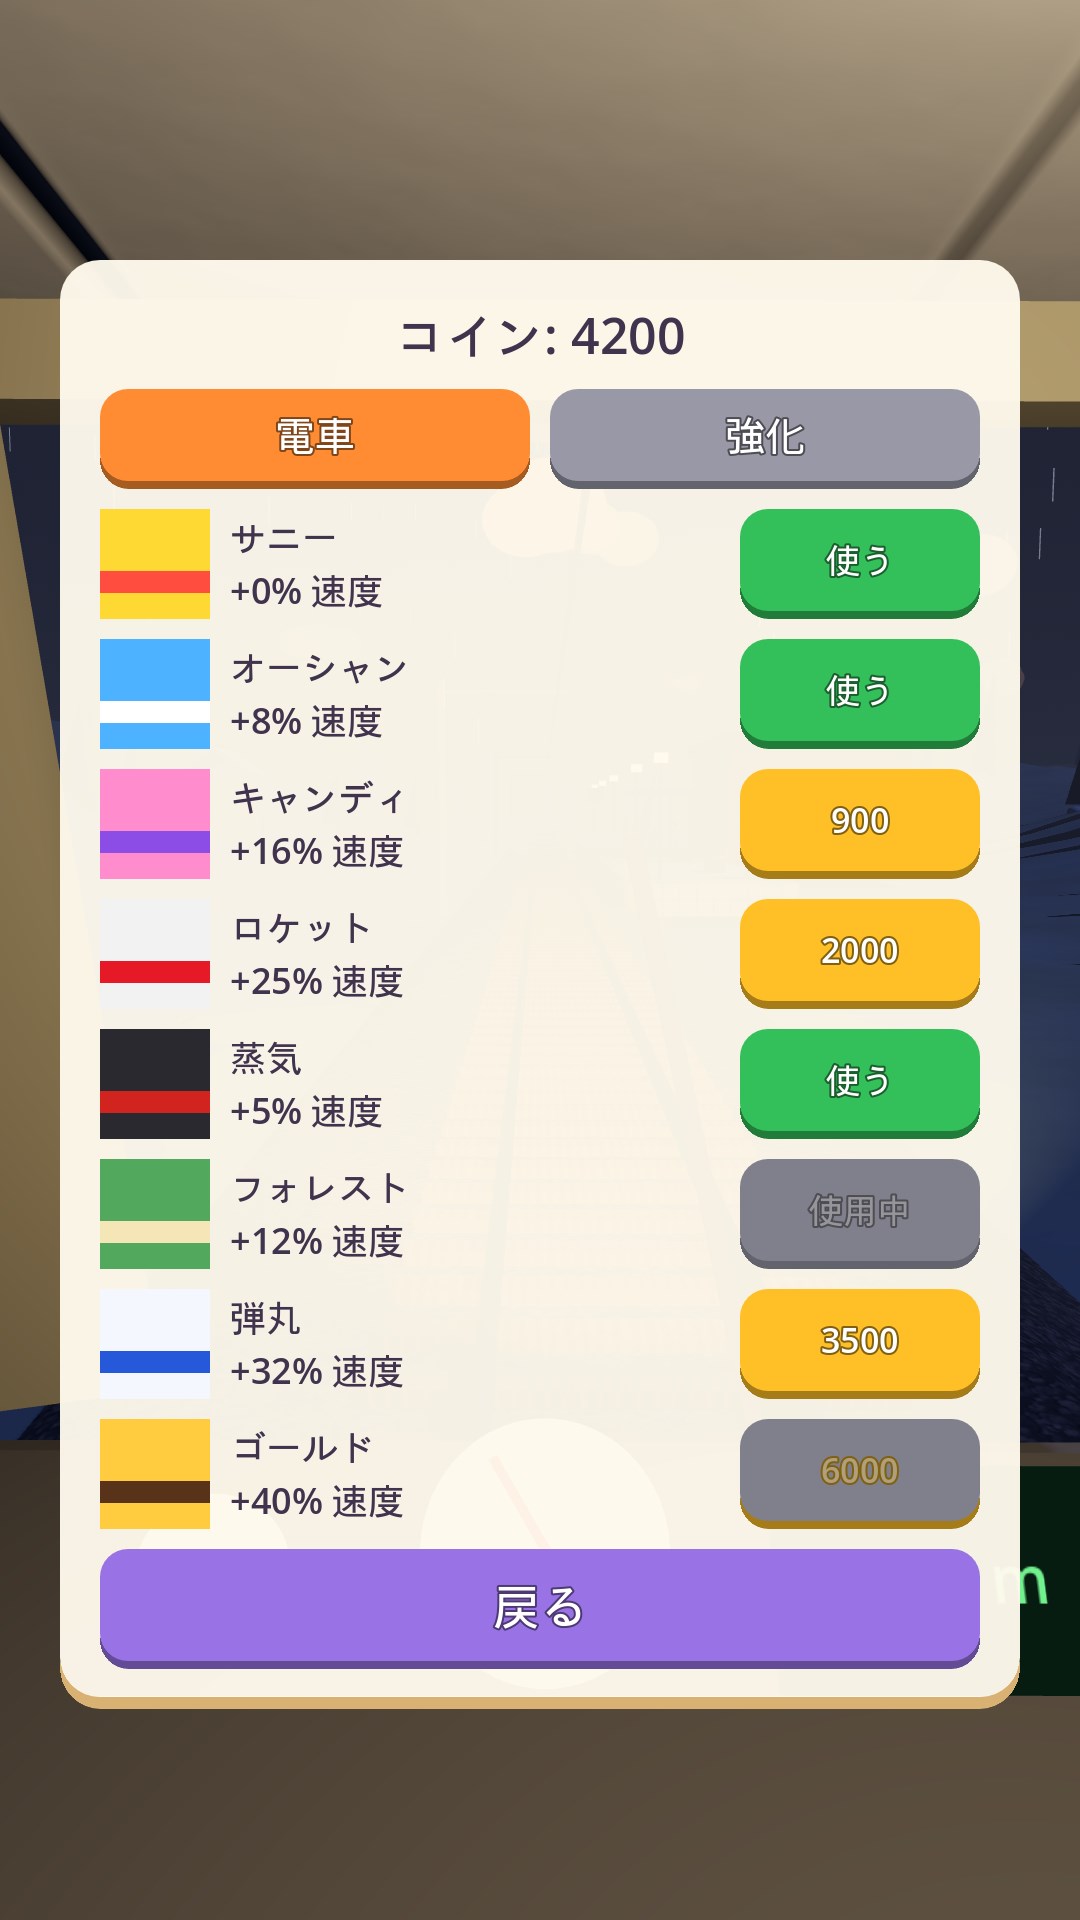 コイン: 4200
電車
強化
サニー
+0% 速度
使う
オーシャン
+8% 速度
使う
キャンディ
+16% 速度
900
ロケット
+25% 速度
2000
蒸気
+5% 速度
使う
フォレスト
+12% 速度
使用中
弾丸
+32% 速度
3500
ゴールド
+40% 速度
6000
戻る
m